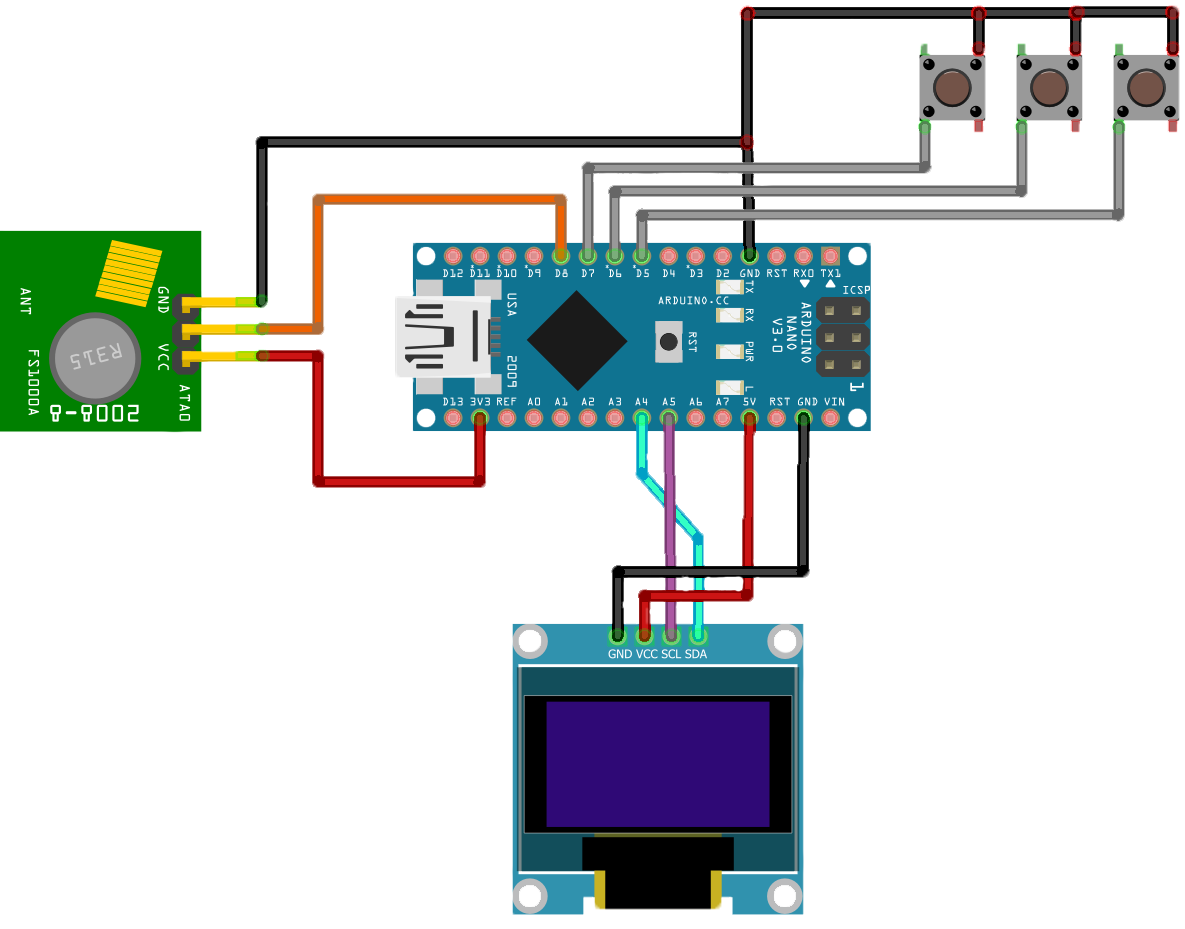 D12 D11 D10 D9 D8 D7 D6 D5 D4 D3 D2 GND RST RX0 TX1
ANT
GND
VCC
R315
FS1000A
2008-8
ATAD
USA
2009
ARDUINO.CC
RST
TX
RX
PWR
L
ICSP
ARDUINO
NANO
V3.0
1
D13 3V3 REF A0 A1 A2 A3 A4 A5 A6 A7 5V RST GND VIN
GND VCC SCL SDA